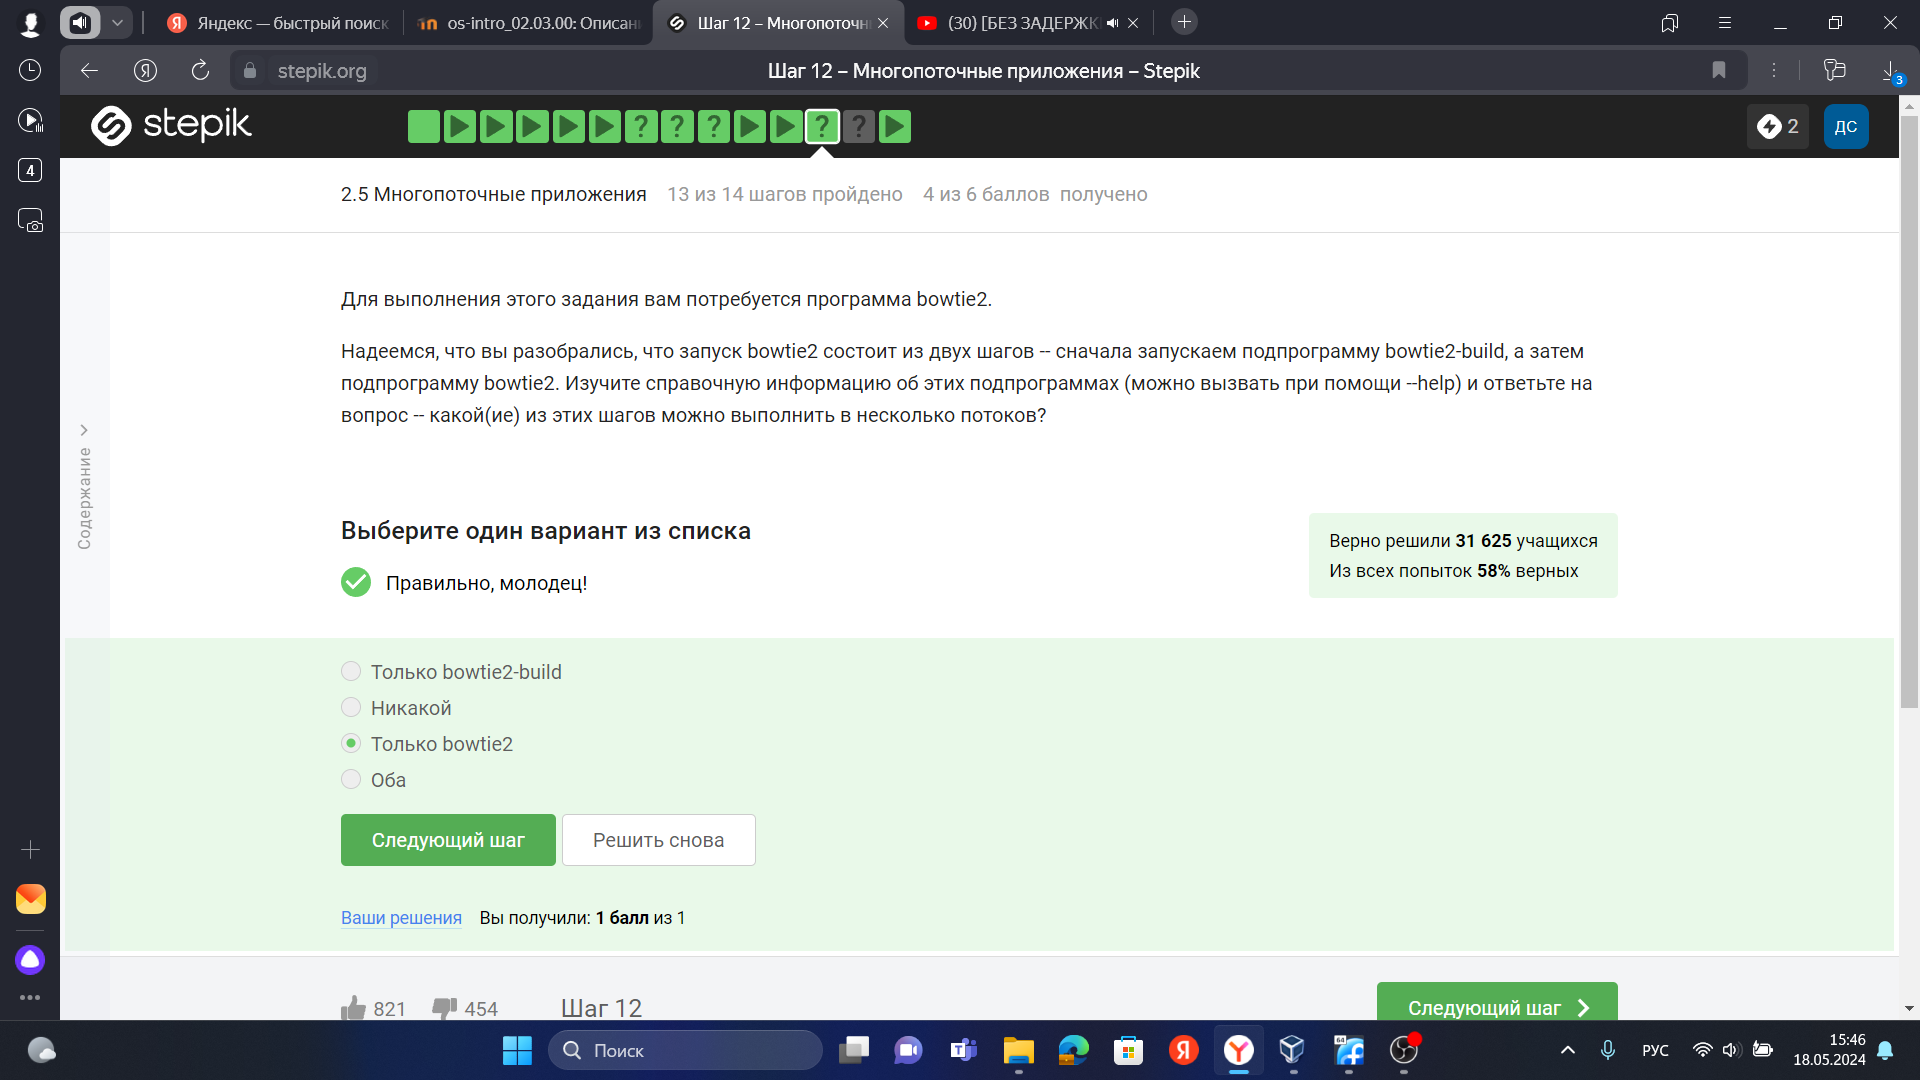 Яндекс — быстрый поиск
os-intro_02.03.00: Описани
Шаг 12 – Многопоточн
(30) [БЕЗ ЗАДЕРЖК
stepik.org
Шаг 12 – Многопоточные приложения – Stepik
3
4
stepik
2
ДС
2.5 Многопоточные приложения 13 из 14 шагов пройдено 4 из 6 баллов получено
Для выполнения этого задания вам потребуется программа bowtie2.
Надеемся, что вы разобрались, что запуск bowtie2 состоит из двух шагов -- сначала запускаем подпрограмму bowtie2-build, а затем
подпрограмму bowtie2. Изучите справочную информацию об этих подпрограммах (можно вызвать при помощи --help) и ответьте на
вопрос -- какой(ие) из этих шагов можно выполнить в несколько потоков?
Содержание
Выберите один вариант из списка
Правильно, молодец!
Верно решили 31 625 учащихся
Из всех попыток 58% верных
Только bowtie2-build
Никакой
Только bowtie2
Оба
Следующий шаг
Решить снова
Ваши решения Вы получили: 1 балл из 1
821
454
Шаг 12
Следующий шаг
Поиск
РУС
15:46
18.05.2024